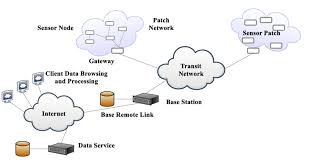 Sensor Node
Patch
Network
Sensor Patch
Gateway
Transit
Network
Client Data Browsing
and Processing
Base Station
Internet
Base Remote Link
Data Service